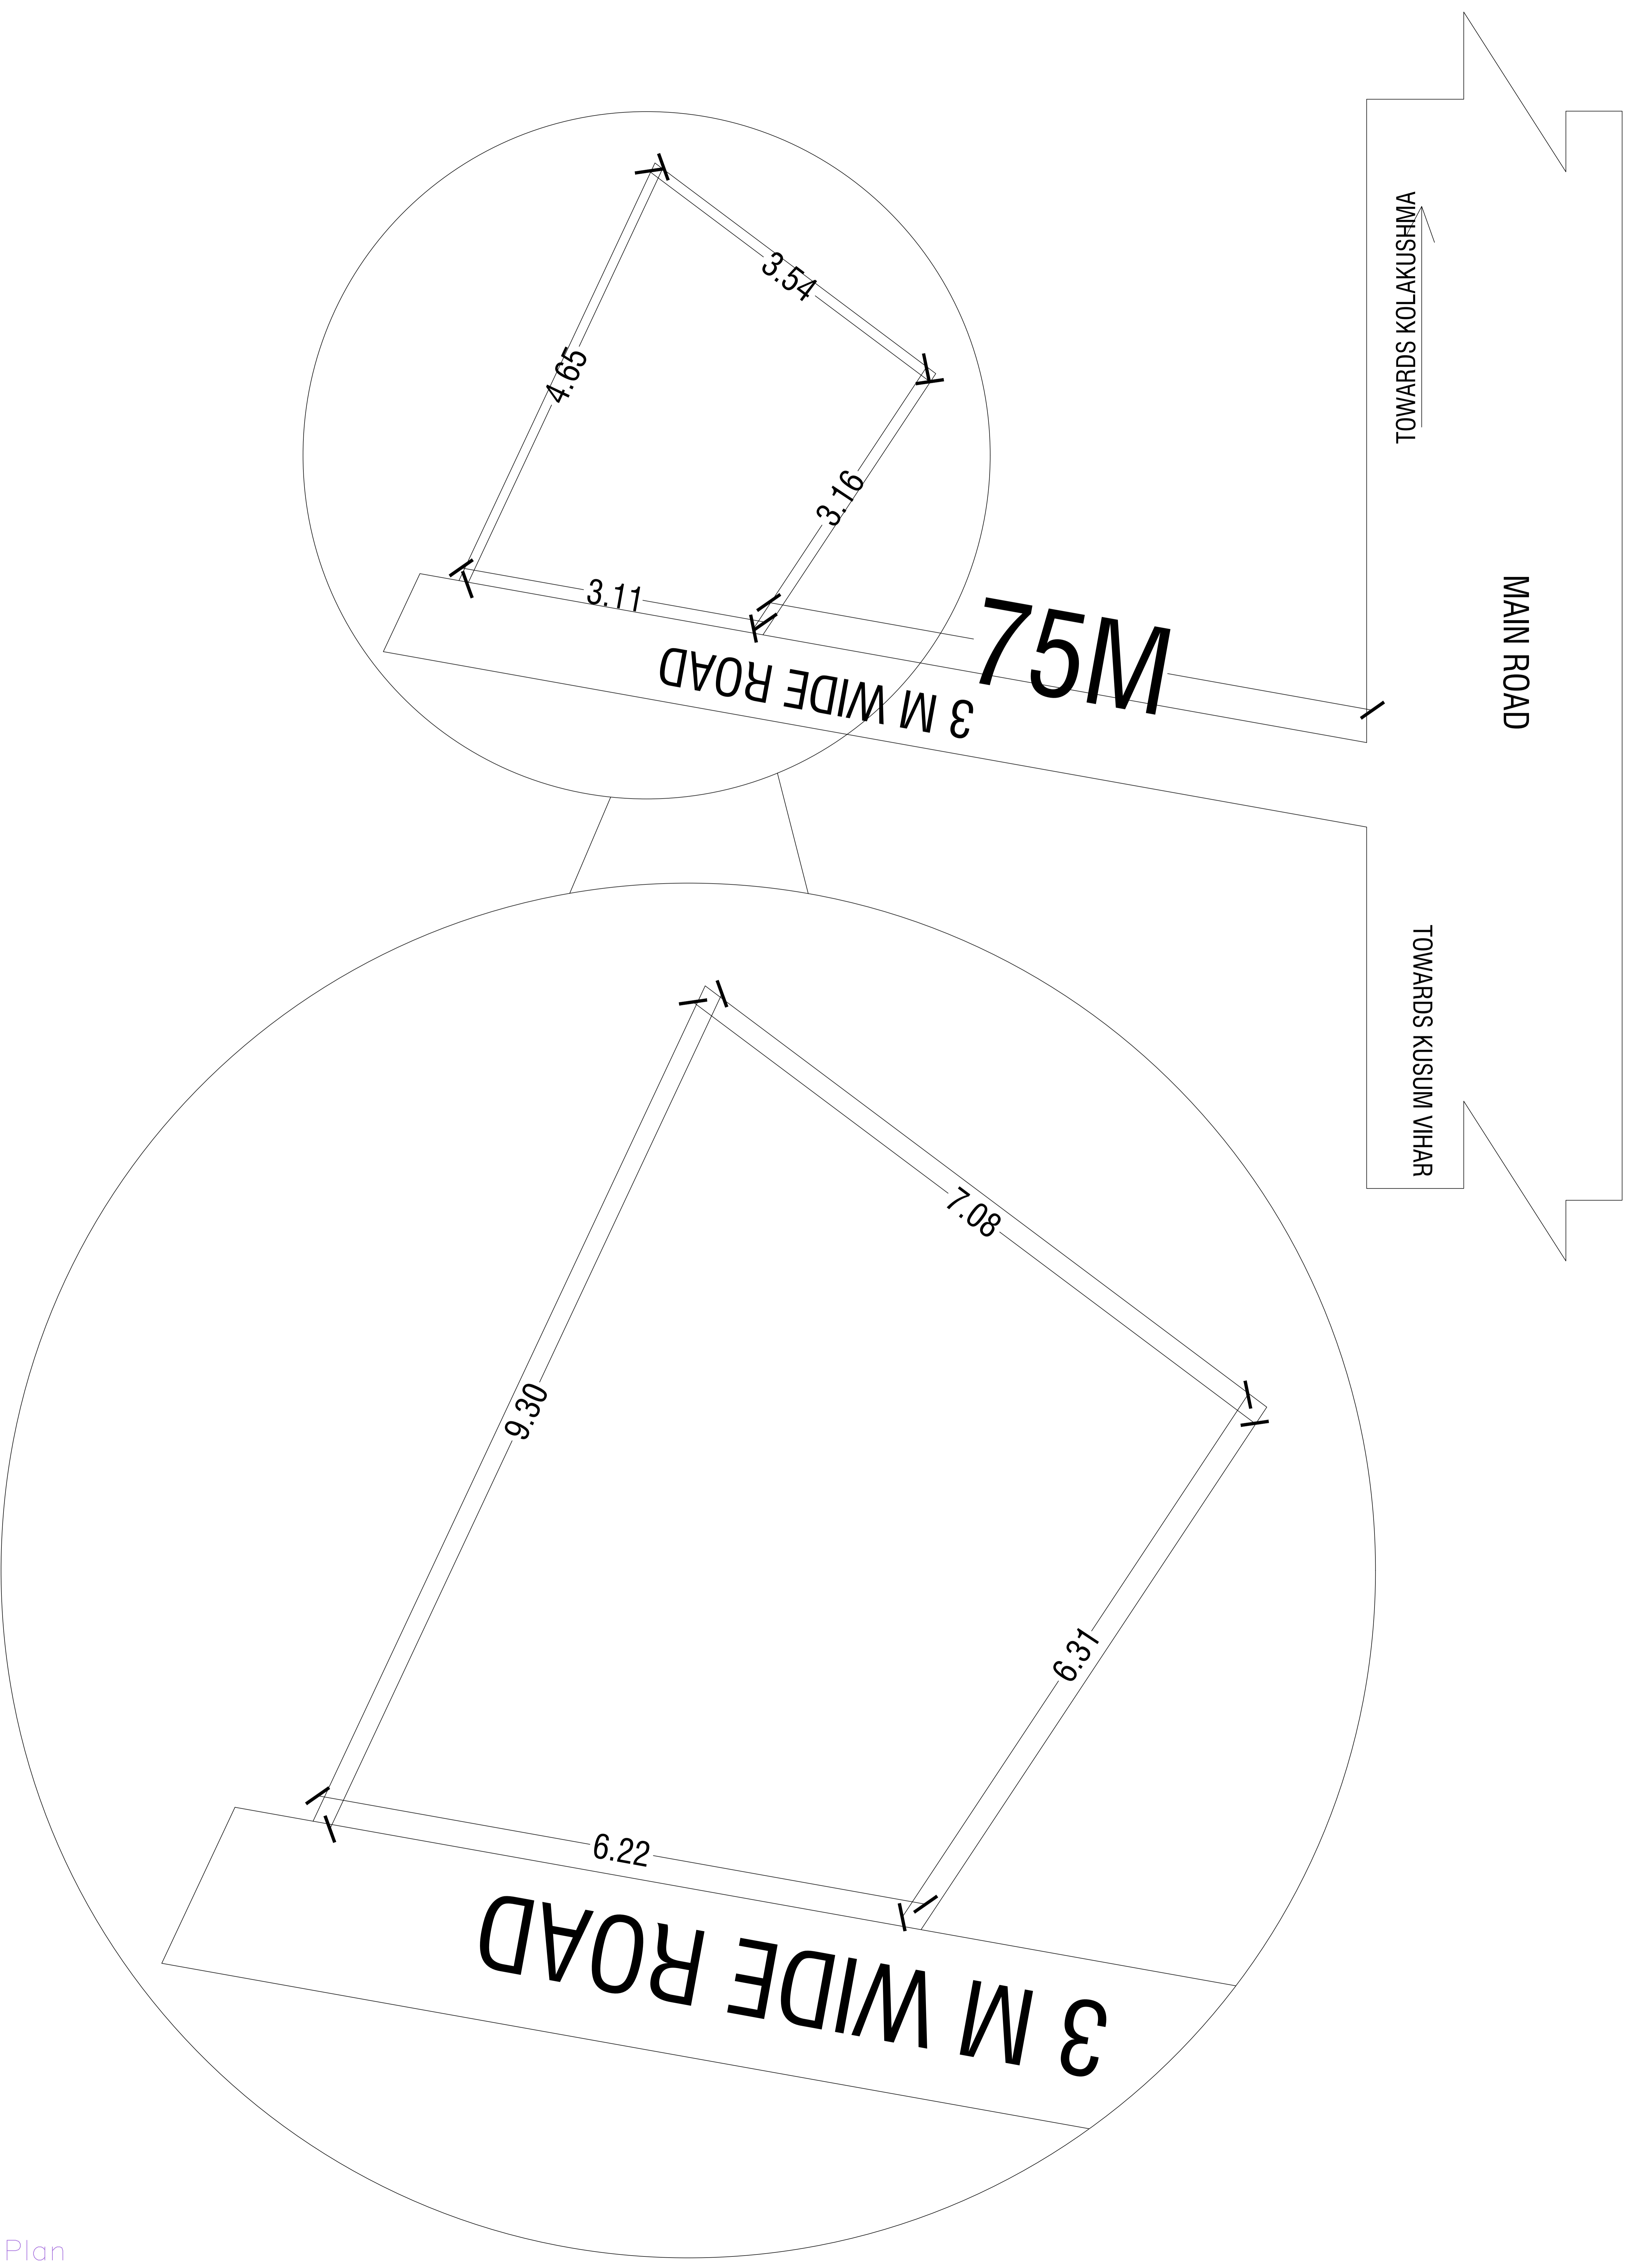 TOWARDS KOLAKUSHMA
3.54
4.65
3.16
3.11
75M
MAIN ROAD
3 M WIDE ROAD
TOWARDS KUSUM VIHAR
7.08
9.30
6.31
6.22
3 M WIDE ROAD
Plan